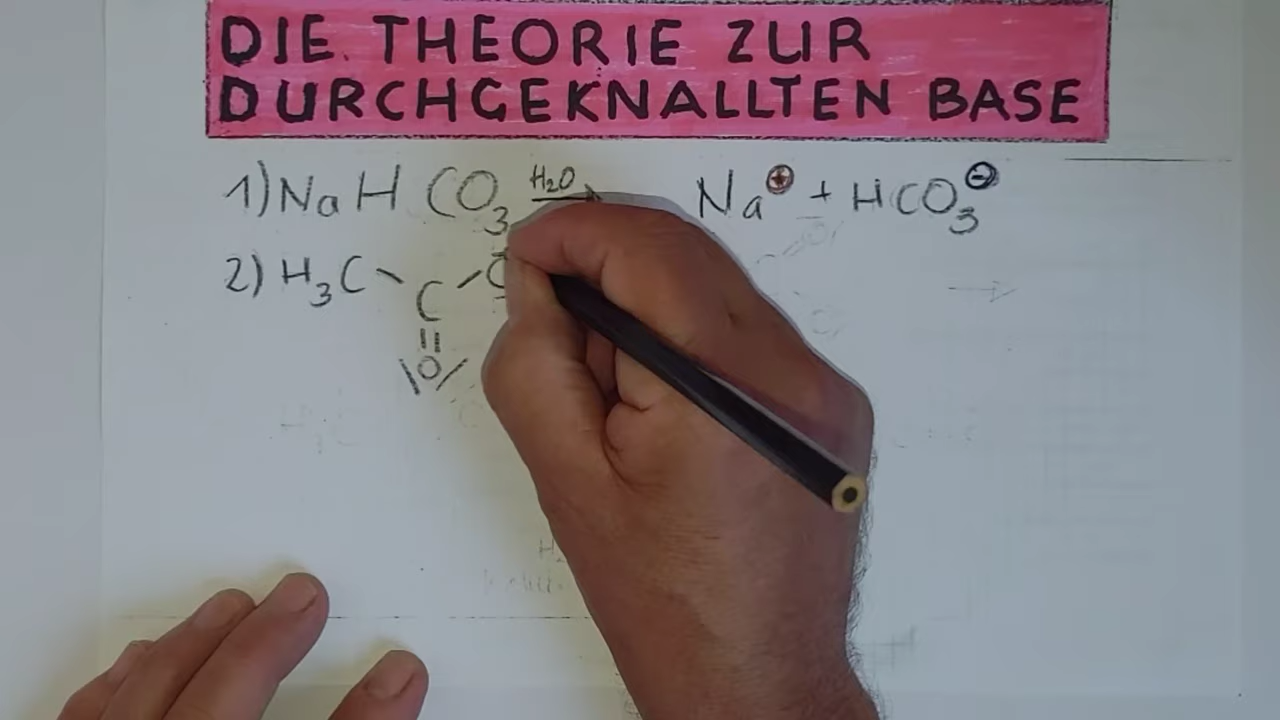 DIE THEORIE ZUR
DURCHGEKNALLTEN BASE
1) NaHCO₃ H₂O → Na⊕ + HCO₃⊖
2) H₃C - C
||
|O|